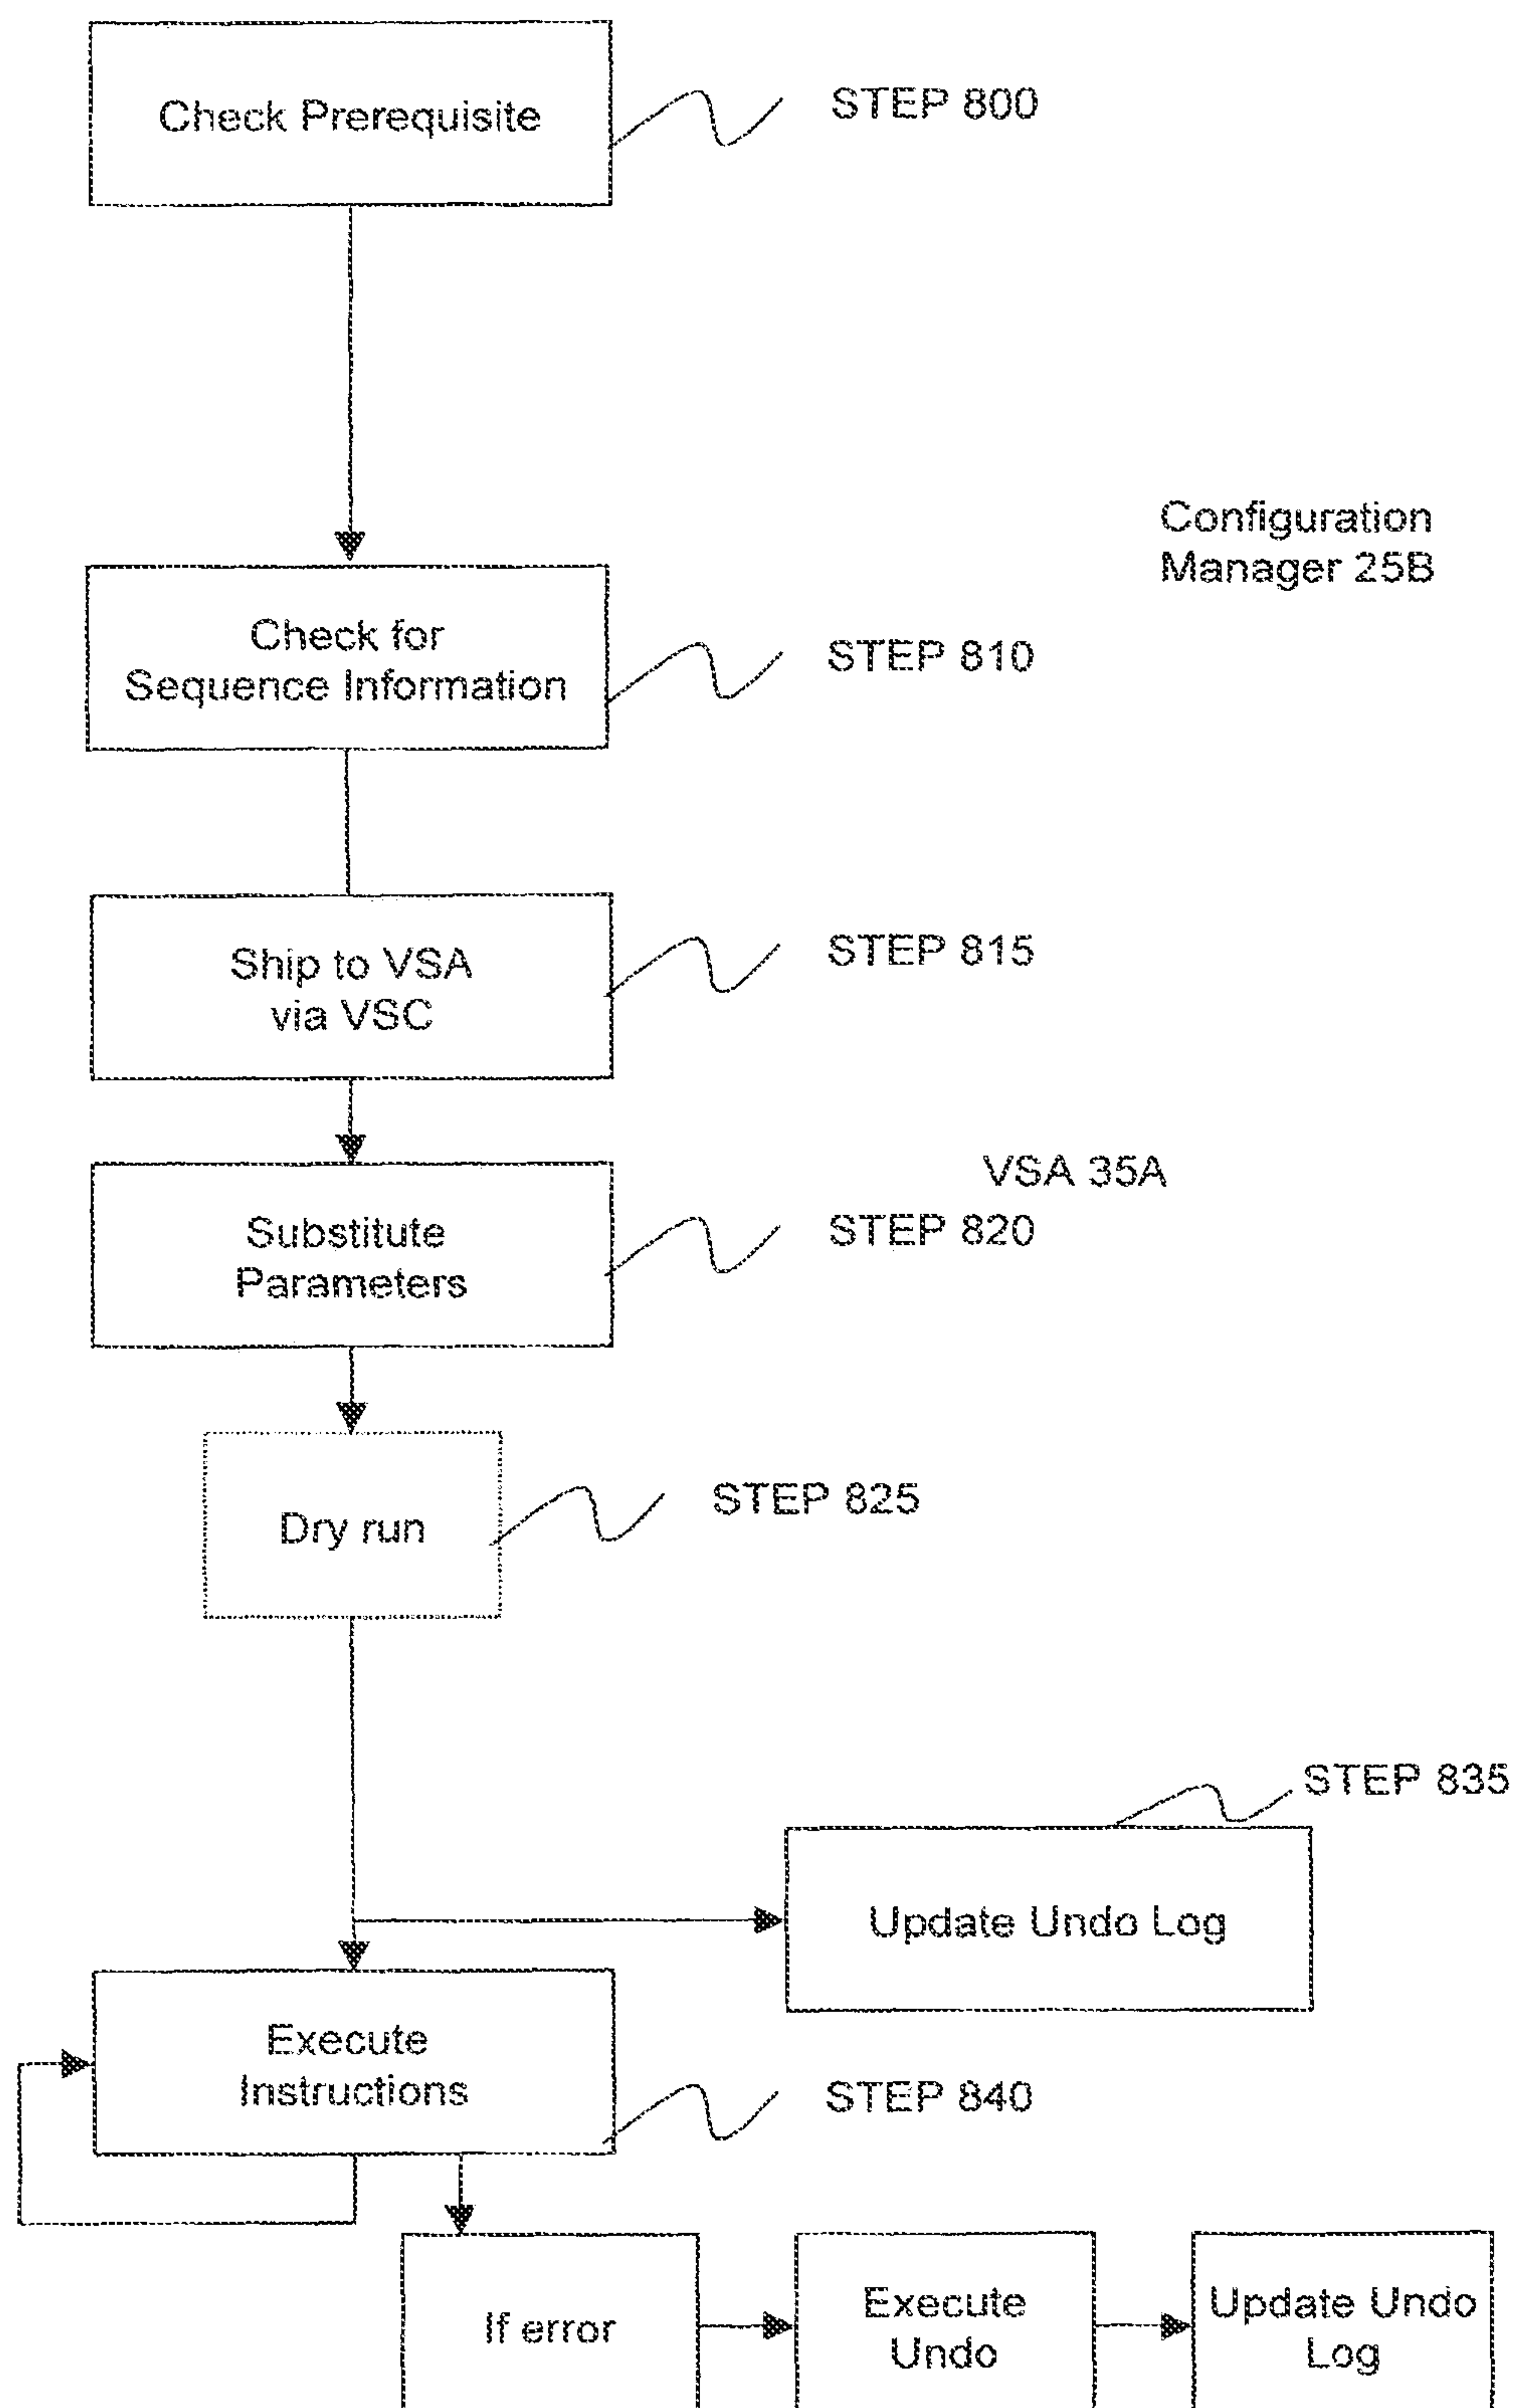 Check Prerequisite
STEP 800
Configuration
Manager 25B
Check for
Sequence Information
STEP 810
Ship to VSA
via VSC
STEP 815
VSA 35A
Substitute
Parameters
STEP 820
Dry run
STEP 825
STEP 835
Update Undo Log
Execute
Instructions
STEP 840
If error
Execute
Undo
Update Undo
Log